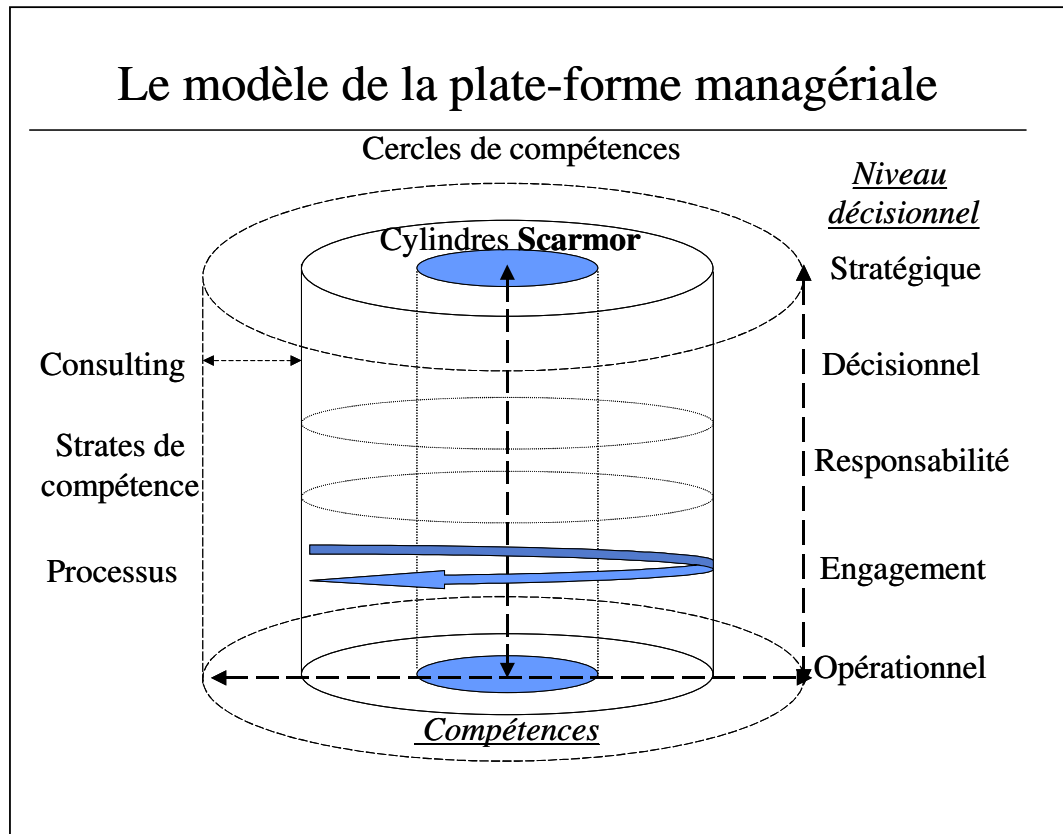 Le modèle de la plate-forme managériale
Cercles de compétences
Niveau
décisionnel
Cylindres Scarmor
Stratégique
Consulting
Décisionnel
Strates de
compétence
Responsabilité
Processus
Engagement
Opérationnel
Compétences